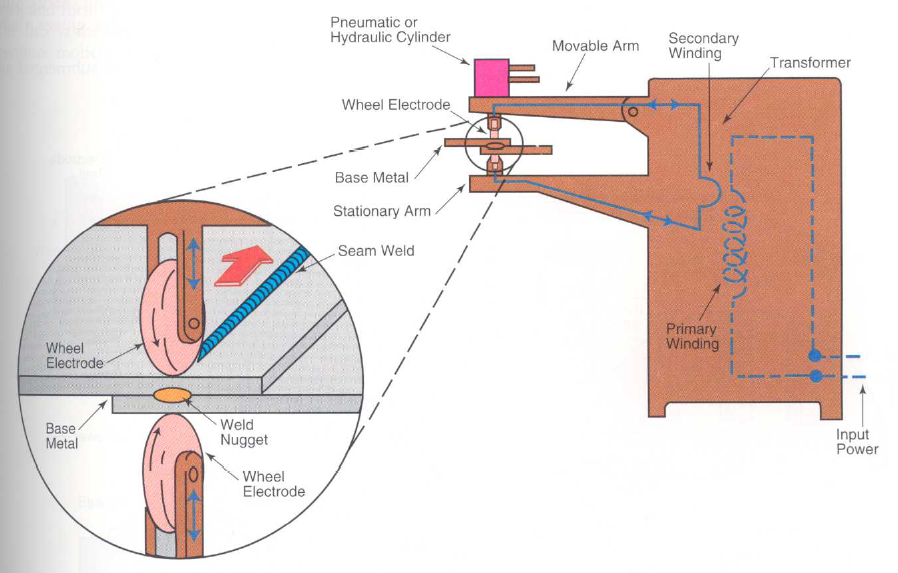 Pneumatic or
Hydraulic Cylinder
Movable Arm
Secondary
Winding
Transformer
Wheel Electrode
Base Metal
Stationary Arm
Seam Weld
Primary
Winding
Wheel
Electrode
Base
Metal
Weld
Nugget
Wheel
Electrode
Input
Power